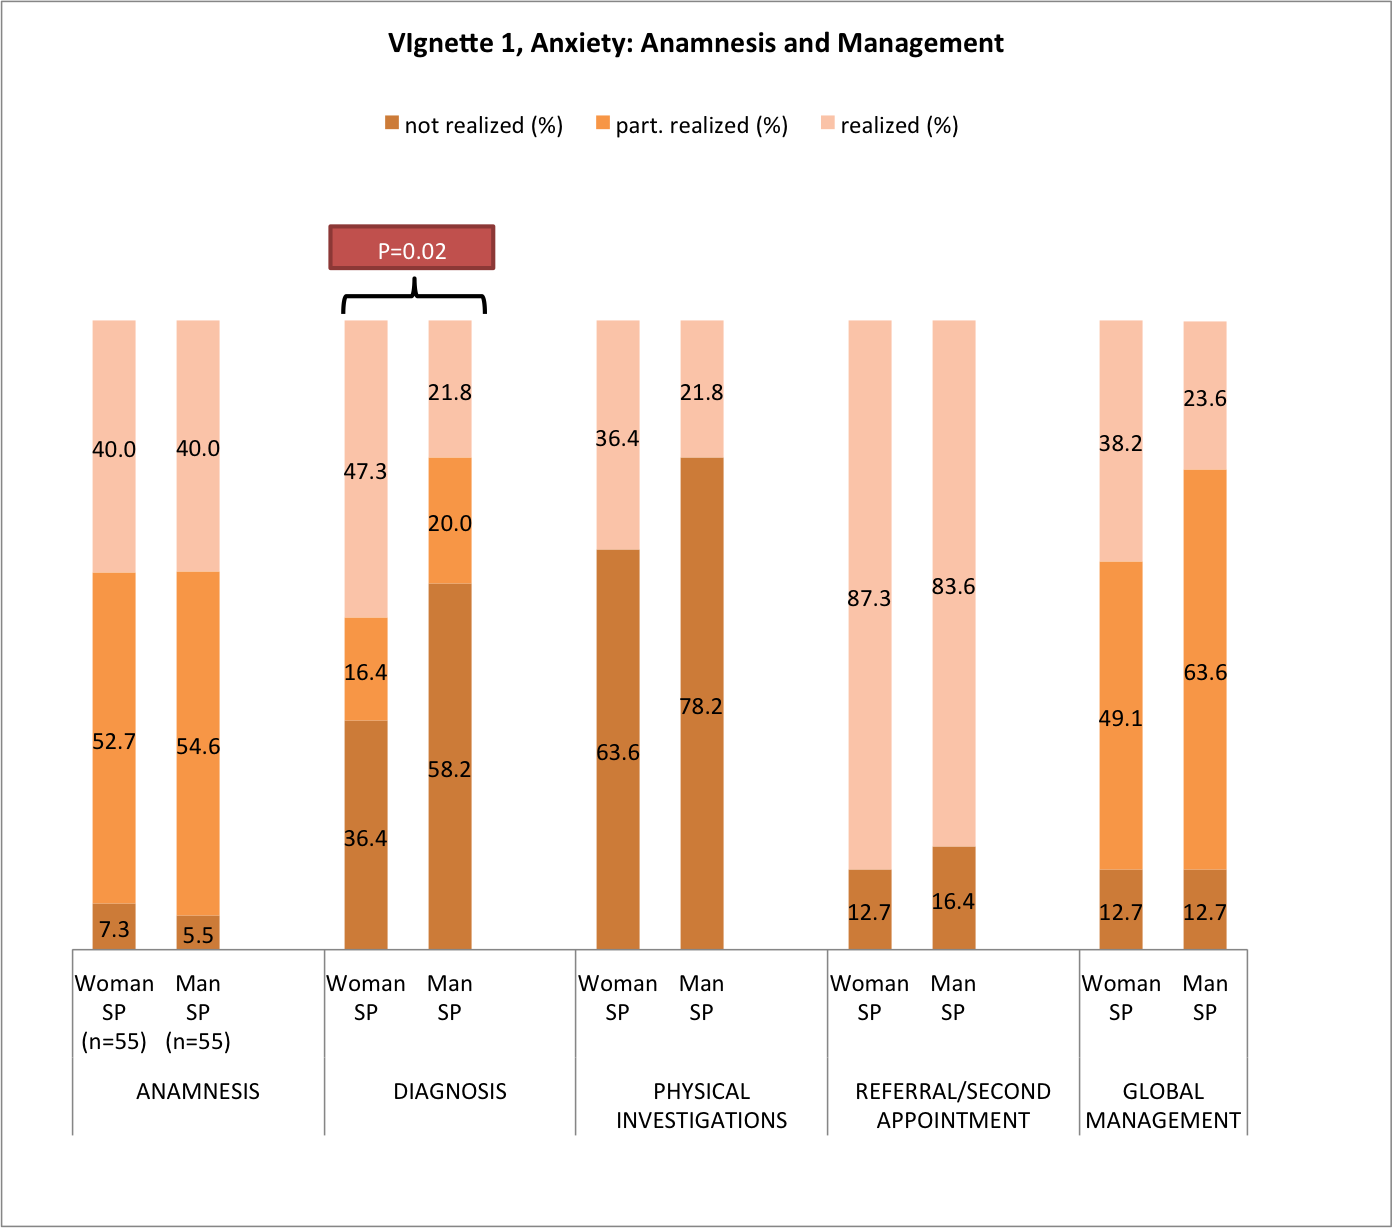 VIgnette 1, Anxiety: Anamnesis and Management
not realized (%) part. realized (%) realized (%)
P=0.02
40.0 40.0 47.3 21.8 36.4 21.8 87.3 83.6 38.2 23.6
52.7 54.6 16.4 20.0 49.1 63.6
7.3 5.5 36.4 58.2 63.6 78.2 12.7 16.4 12.7 12.7
Woman Man Woman Man Woman Man Woman Man Woman Man
SP SP SP SP SP SP SP SP SP SP
(n=55) (n=55)
ANAMNESIS DIAGNOSIS PHYSICAL REFERRAL/SECOND GLOBAL
INVESTIGATIONS APPOINTMENT MANAGEMENT